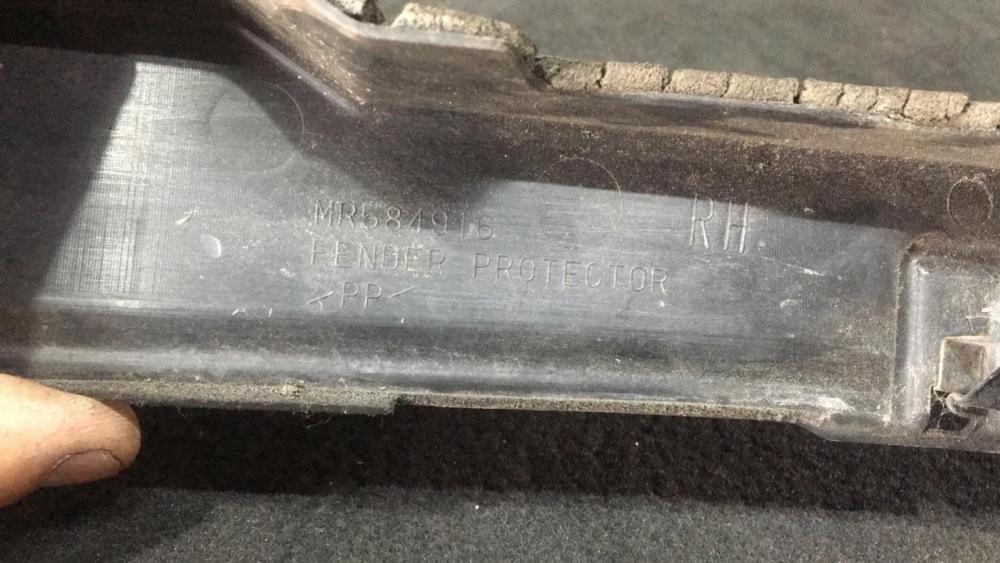 MR584916
RH
FENDER PROTECTOR
>PP<